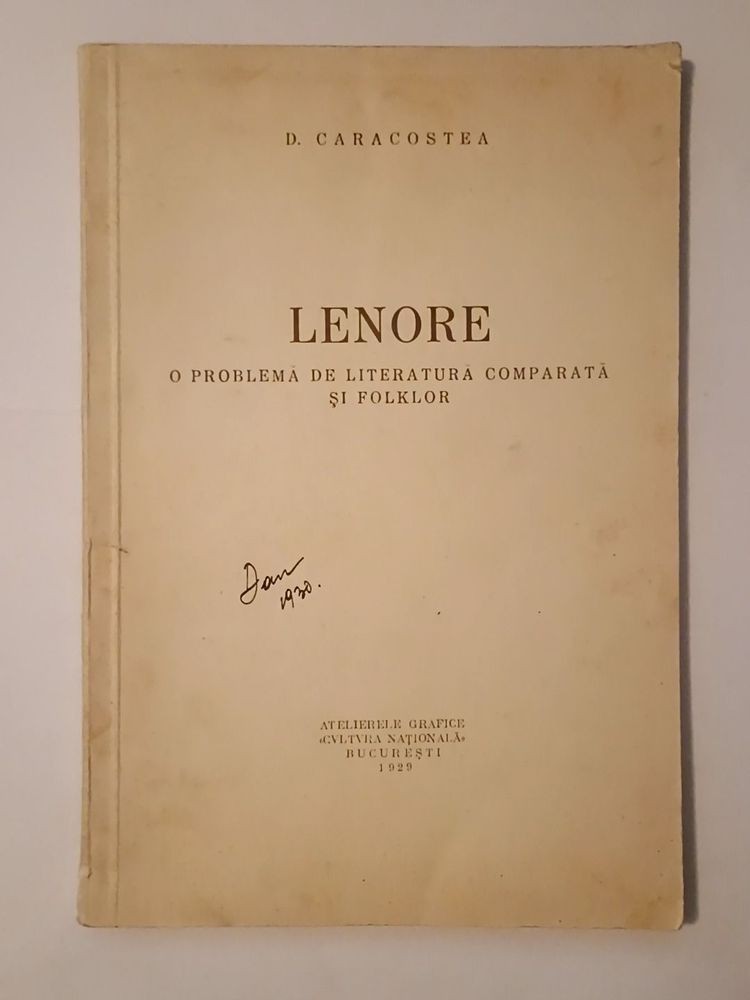 D. CARACOSTEA
LENORE
O PROBLEMĂ DE LITERATURĂ COMPARATĂ
ȘI FOLKLOR
Dan
1930.
ATELIERELE GRAFICE
«CVLTVRA NAȚIONALĂ»
BUCUREȘTI
1929